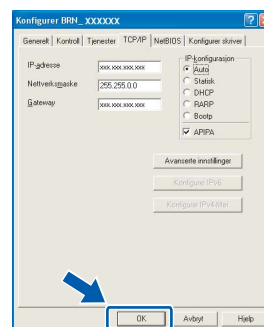 Konfigurer BRN_XXXXXX
Generelt Kontroll Tjenester TCP/IP NetBIOS Konfigurer skriver
IP-adresse xxx.xxx.xxx.xxx
Nettverksmaske 255.255.0.0
Gateway xxx.xxx.xxx.xxx
IP-konfigurasjon
Auto
Statisk
DHCP
RARP
Bootp
APIPA
Avanserte innstillinger
Konfigurer IPv6
Konfigurer IPv4-filter
OK Avbryt Hjelp